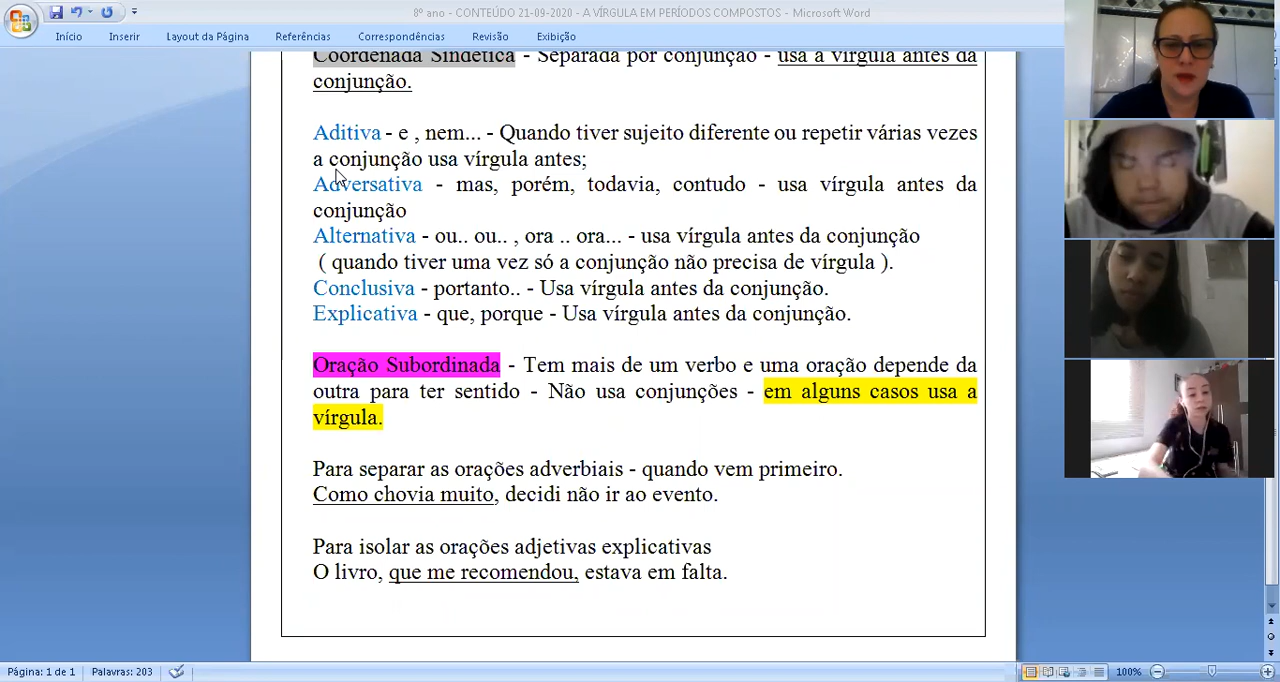 8º ano - CONTEÚDO 21-09-2020 - A VÍRGULA EM PERÍODOS COMPOSTOS - Microsoft Word
Início Inserir Layout da Página Referências Correspondências Revisão Exibição
Coordenada Sindética - Separada por conjunção - usa a vírgula antes da
conjunção.
Aditiva - e , nem... - Quando tiver sujeito diferente ou repetir várias vezes
a conjunção usa vírgula antes;
Adversativa - mas, porém, todavia, contudo - usa vírgula antes da
conjunção
Alternativa - ou.. ou.. , ora .. ora... - usa vírgula antes da conjunção
( quando tiver uma vez só a conjunção não precisa de vírgula ).
Conclusiva - portanto.. - Usa vírgula antes da conjunção.
Explicativa - que, porque - Usa vírgula antes da conjunção.
Oração Subordinada - Tem mais de um verbo e uma oração depende da
outra para ter sentido - Não usa conjunções - em alguns casos usa a
vírgula.
Para separar as orações adverbiais - quando vem primeiro.
Como chovia muito, decidi não ir ao evento.
Para isolar as orações adjetivas explicativas
O livro, que me recomendou, estava em falta.
Página: 1 de 1 Palavras: 203 100%